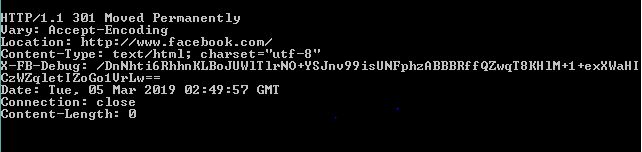 HTTP/1.1 301 Moved Permanently
Vary: Accept-Encoding
Location: http://www.facebook.com/
Content-Type: text/html; charset="utf-8"
X-FB-Debug: /DnNhti6RhhnKLBoJUWlTlrNO+YSJnv99isUNFphzABBBRffQZwqT8KHlM+1+exXWaHI
CzWZqletIZoGo1VrLw==
Date: Tue, 05 Mar 2019 02:49:57 GMT
Connection: close
Content-Length: 0